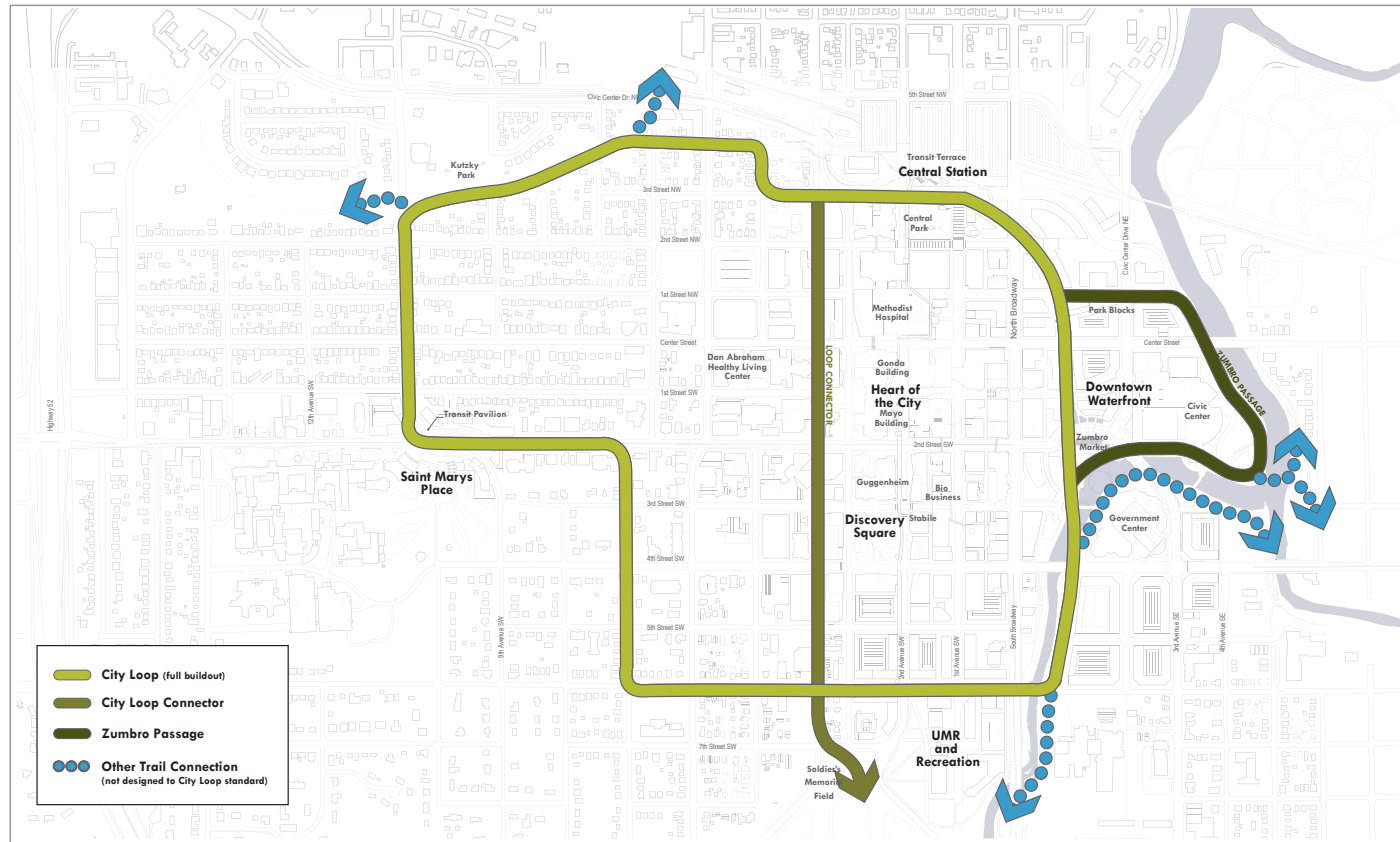 Civic Center Dr. NW
5th Street NW
Kutzky
Park
Transit Terrace
Central Station
3rd Street NW
Central
Park
2nd Street NW
Civic Center Drive NE
1st Street NW
North Broadway
Methodist
Hospital
Park Blocks
Center Street
Center Street
Dan Abraham
Healthy Living
Center
LOOP CONNECTOR
Gonda
Building
ZUMBRO PASSAGE
Highway 52
12th Avenue SW
1st Street SW
Heart of
the City
Mayo
Building
Downtown
Waterfront
Civic
Center
Transit Pavilion
2nd Street SW
Zumbro
Market
Saint Marys
Place
Guggenheim
Bio
Business
3rd Street SW
Discovery
Square
Stabile
Government
Center
4th Street SW
5th Street SW
9th Avenue SW
2nd Avenue SW
1st Avenue SW
South Broadway
3rd Avenue SE
4th Avenue SE
City Loop (full buildout)
City Loop Connector
Zumbro Passage
Other Trail Connection
(not designed to City Loop standard)
7th Street SW
UMR
and
Recreation
Soldier's
Memorial
Field